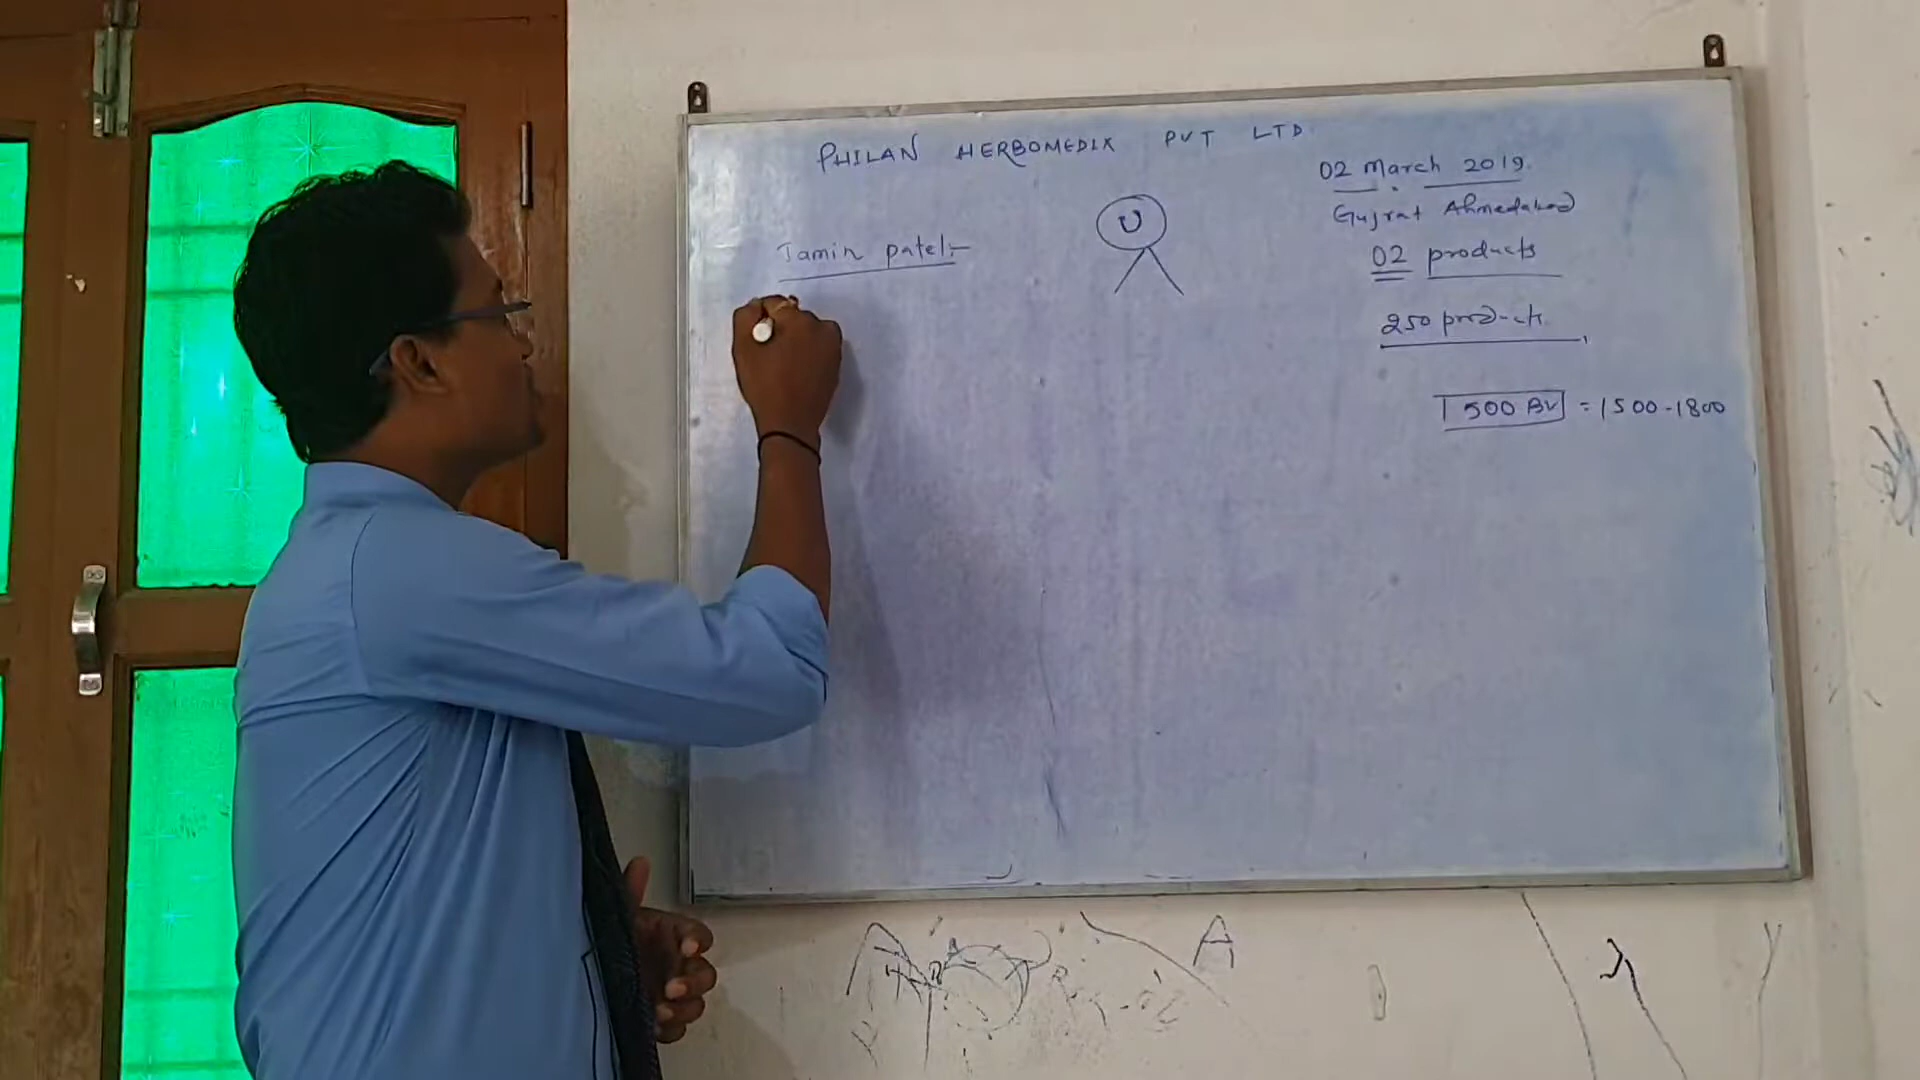 PHILAN HERBOMEDIX PVT LTD
02 March 2019.
Gujrat Ahmedabad
Jamin patel:-
U
02 products
250 product.
500 BV = 1500-1800
A